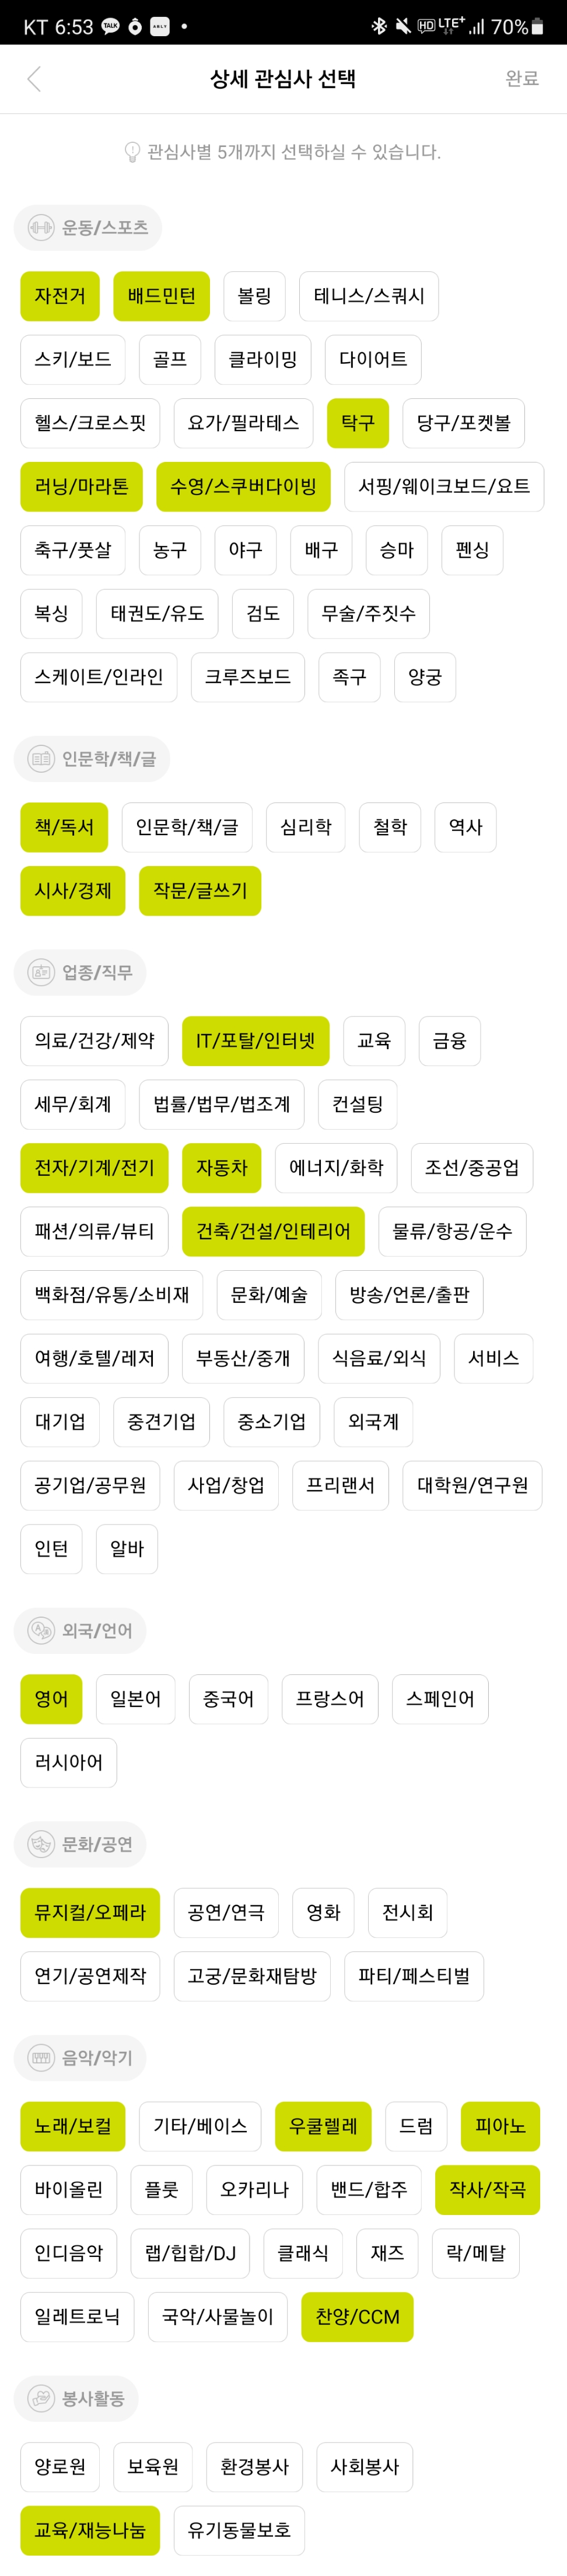 KT 6:53 TALK ABLY HD LTE+ 70%
상세 관심사 선택 완료
관심사별 5개까지 선택하실 수 있습니다.
운동/스포츠
자전거 배드민턴 볼링 테니스/스쿼시
스키/보드 골프 클라이밍 다이어트
헬스/크로스핏 요가/필라테스 탁구 당구/포켓볼
러닝/마라톤 수영/스쿠버다이빙 서핑/웨이크보드/요트
축구/풋살 농구 야구 배구 승마 펜싱
복싱 태권도/유도 검도 무술/주짓수
스케이트/인라인 크루즈보드 족구 양궁
인문학/책/글
책/독서 인문학/책/글 심리학 철학 역사
시사/경제 작문/글쓰기
업종/직무
의료/건강/제약 IT/포탈/인터넷 교육 금융
세무/회계 법률/법무/법조계 컨설팅
전자/기계/전기 자동차 에너지/화학 조선/중공업
패션/의류/뷰티 건축/건설/인테리어 물류/항공/운수
백화점/유통/소비재 문화/예술 방송/언론/출판
여행/호텔/레저 부동산/중개 식음료/외식 서비스
대기업 중견기업 중소기업 외국계
공기업/공무원 사업/창업 프리랜서 대학원/연구원
인턴 알바
외국/언어
영어 일본어 중국어 프랑스어 스페인어
러시아어
문화/공연
뮤지컬/오페라 공연/연극 영화 전시회
연기/공연제작 고궁/문화재탐방 파티/페스티벌
음악/악기
노래/보컬 기타/베이스 우쿨렐레 드럼 피아노
바이올린 플룻 오카리나 밴드/합주 작사/작곡
인디음악 랩/힙합/DJ 클래식 재즈 락/메탈
일레트로닉 국악/사물놀이 찬양/CCM
봉사활동
양로원 보육원 환경봉사 사회봉사
교육/재능나눔 유기동물보호